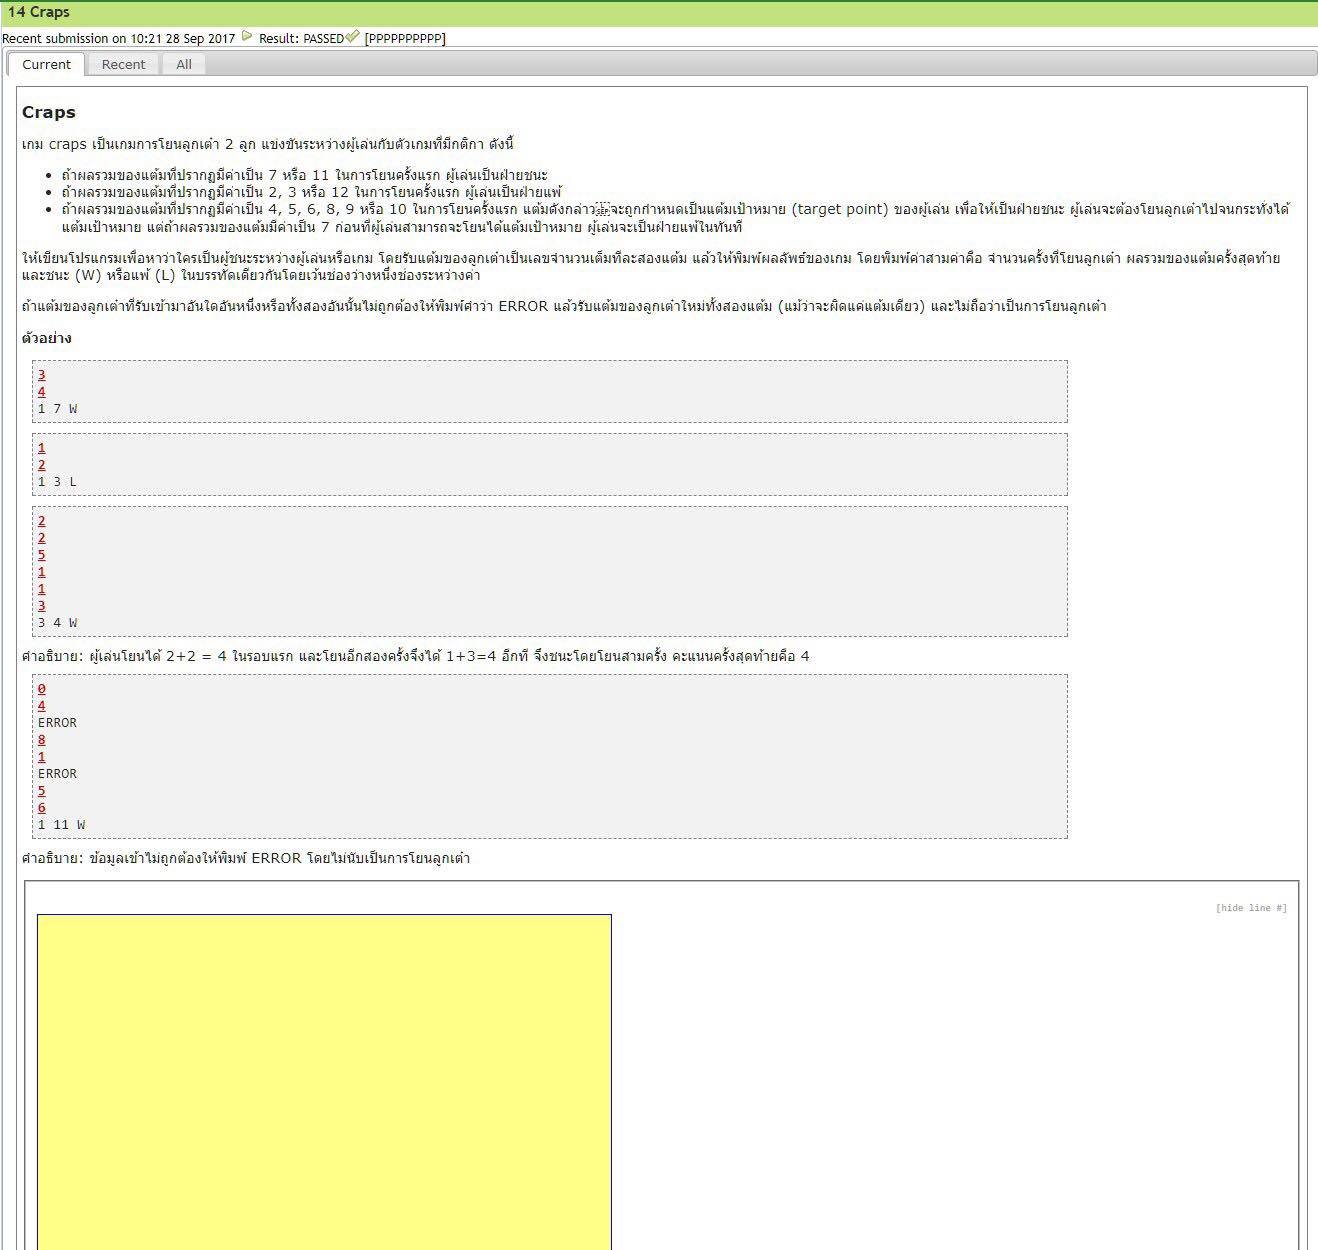 14 Craps
Recent submission on 10:21 28 Sep 2017 Result: PASSED [PPPPPPPPPP]
Current Recent All
Craps
เกม craps เป็นเกมการโยนลูกเต๋า 2 ลูก แข่งขันระหว่างผู้เล่นกับตัวเกมที่มีกติกา ดังนี้
• ถ้าผลรวมของแต้มที่ปรากฏมีค่าเป็น 7 หรือ 11 ในการโยนครั้งแรก ผู้เล่นเป็นฝ่ายชนะ
• ถ้าผลรวมของแต้มที่ปรากฏมีค่าเป็น 2, 3 หรือ 12 ในการโยนครั้งแรก ผู้เล่นเป็นฝ่ายแพ้
• ถ้าผลรวมของแต้มที่ปรากฏมีค่าเป็น 4, 5, 6, 8, 9 หรือ 10 ในการโยนครั้งแรก แต้มดังกล่าวจะถูกกำหนดเป็นแต้มเป้าหมาย (target point) ของผู้เล่น เพื่อให้เป็นฝ่ายชนะ ผู้เล่นจะต้องโยนลูกเต๋าไปจนกระทั่งได้
แต้มเป้าหมาย แต่ถ้าผลรวมของแต้มมีค่าเป็น 7 ก่อนที่ผู้เล่นสามารถจะโยนได้แต้มเป้าหมาย ผู้เล่นจะเป็นฝ่ายแพ้ในทันที
ให้เขียนโปรแกรมเพื่อหาว่าใครเป็นผู้ชนะระหว่างผู้เล่นหรือเกม โดยรับแต้มของลูกเต๋าเป็นเลขจำนวนเต็มทีละสองแต้ม แล้วให้พิมพ์ผลลัพธ์ของเกม โดยพิมพ์ค่าสามค่าคือ จำนวนครั้งที่โยนลูกเต๋า ผลรวมของแต้มครั้งสุดท้าย
และชนะ (W) หรือแพ้ (L) ในบรรทัดเดียวกันโดยเว้นช่องว่างหนึ่งช่องระหว่างค่า
ถ้าแต้มของลูกเต๋าที่รับเข้ามาอันใดอันหนึ่งหรือทั้งสองอันนั้นไม่ถูกต้องให้พิมพ์คำว่า ERROR แล้วรับแต้มของลูกเต๋าใหม่ทั้งสองแต้ม (แม้ว่าจะผิดแค่แต้มเดียว) และไม่ถือว่าเป็นการโยนลูกเต๋า
ตัวอย่าง
3
4
1 7 W
1
2
1 3 L
2
2
5
1
1
3
3 4 W
คำอธิบาย: ผู้เล่นโยนได้ 2+2 = 4 ในรอบแรก และโยนอีกสองครั้งจึงได้ 1+3=4 อีกที จึงชนะโดยโยนสามครั้ง คะแนนครั้งสุดท้ายคือ 4
0
4
ERROR
8
1
ERROR
5
6
1 11 W
คำอธิบาย: ข้อมูลเข้าไม่ถูกต้องให้พิมพ์ ERROR โดยไม่นับเป็นการโยนลูกเต๋า
[hide line #]